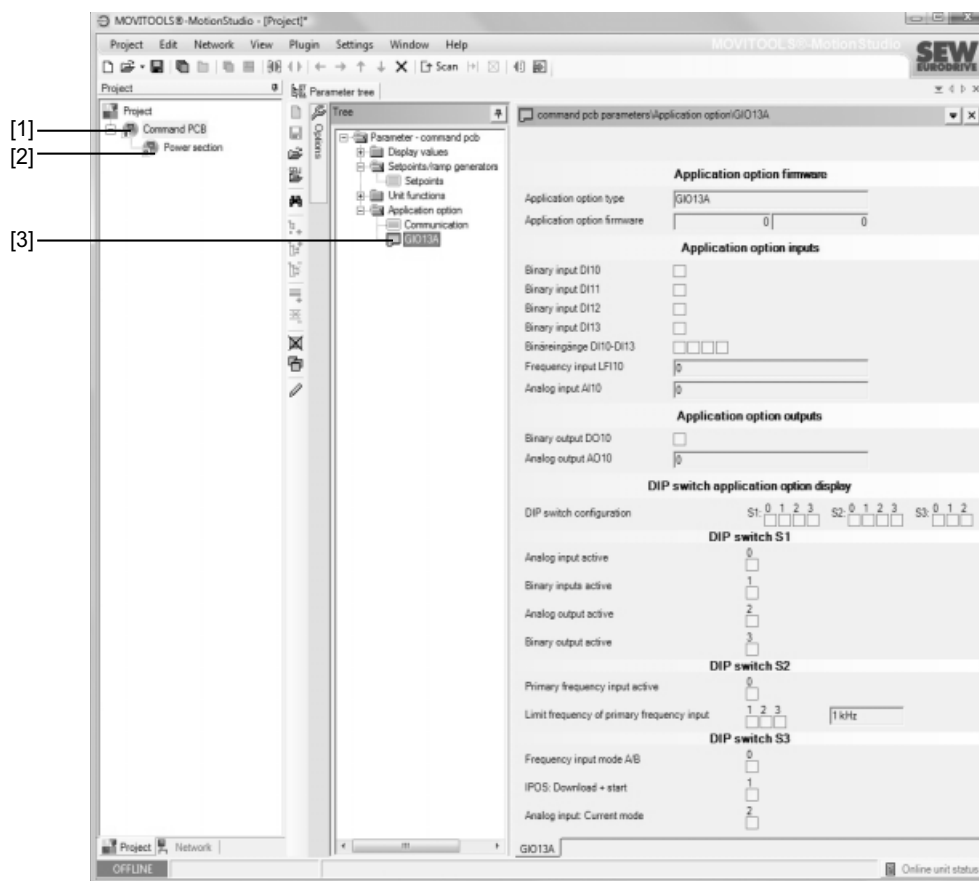 MOVITOOLS®-MotionStudio - [Project]*
Project Edit Network View Plugin Settings Window Help
MOVITOOLS®-MotionStudio
SEW
EURODRIVE
Scan
Project
Parameter tree
[1]
[2]
[3]
Project
Command PCB
Power section
Options
Tree
Parameter - command pcb
Display values
Setpoints/ramp generators
Setpoints
Unit functions
Application option
Communication
GIO13A
command pcb parameters\Application option\GIO13A
Application option firmware
Application option type GIO13A
Application option firmware 0 0
Application option inputs
Binary input DI10
Binary input DI11
Binary input DI12
Binary input DI13
Binäreingänge DI10-DI13
Frequency input LFI10 0
Analog input AI10 0
Application option outputs
Binary output DO10
Analog output AO10 0
DIP switch application option display
DIP switch configuration S1: 0 1 2 3 S2: 0 1 2 3 S3: 0 1 2
DIP switch S1
Analog input active 0
Binary inputs active 1
Analog output active 2
Binary output active 3
DIP switch S2
Primary frequency input active 0
Limit frequency of primary frequency input 1 2 3 1 kHz
DIP switch S3
Frequency input mode A/B 0
IPOS: Download + start 1
Analog input: Current mode 2
Project Network
GIO13A
OFFLINE
Online unit status